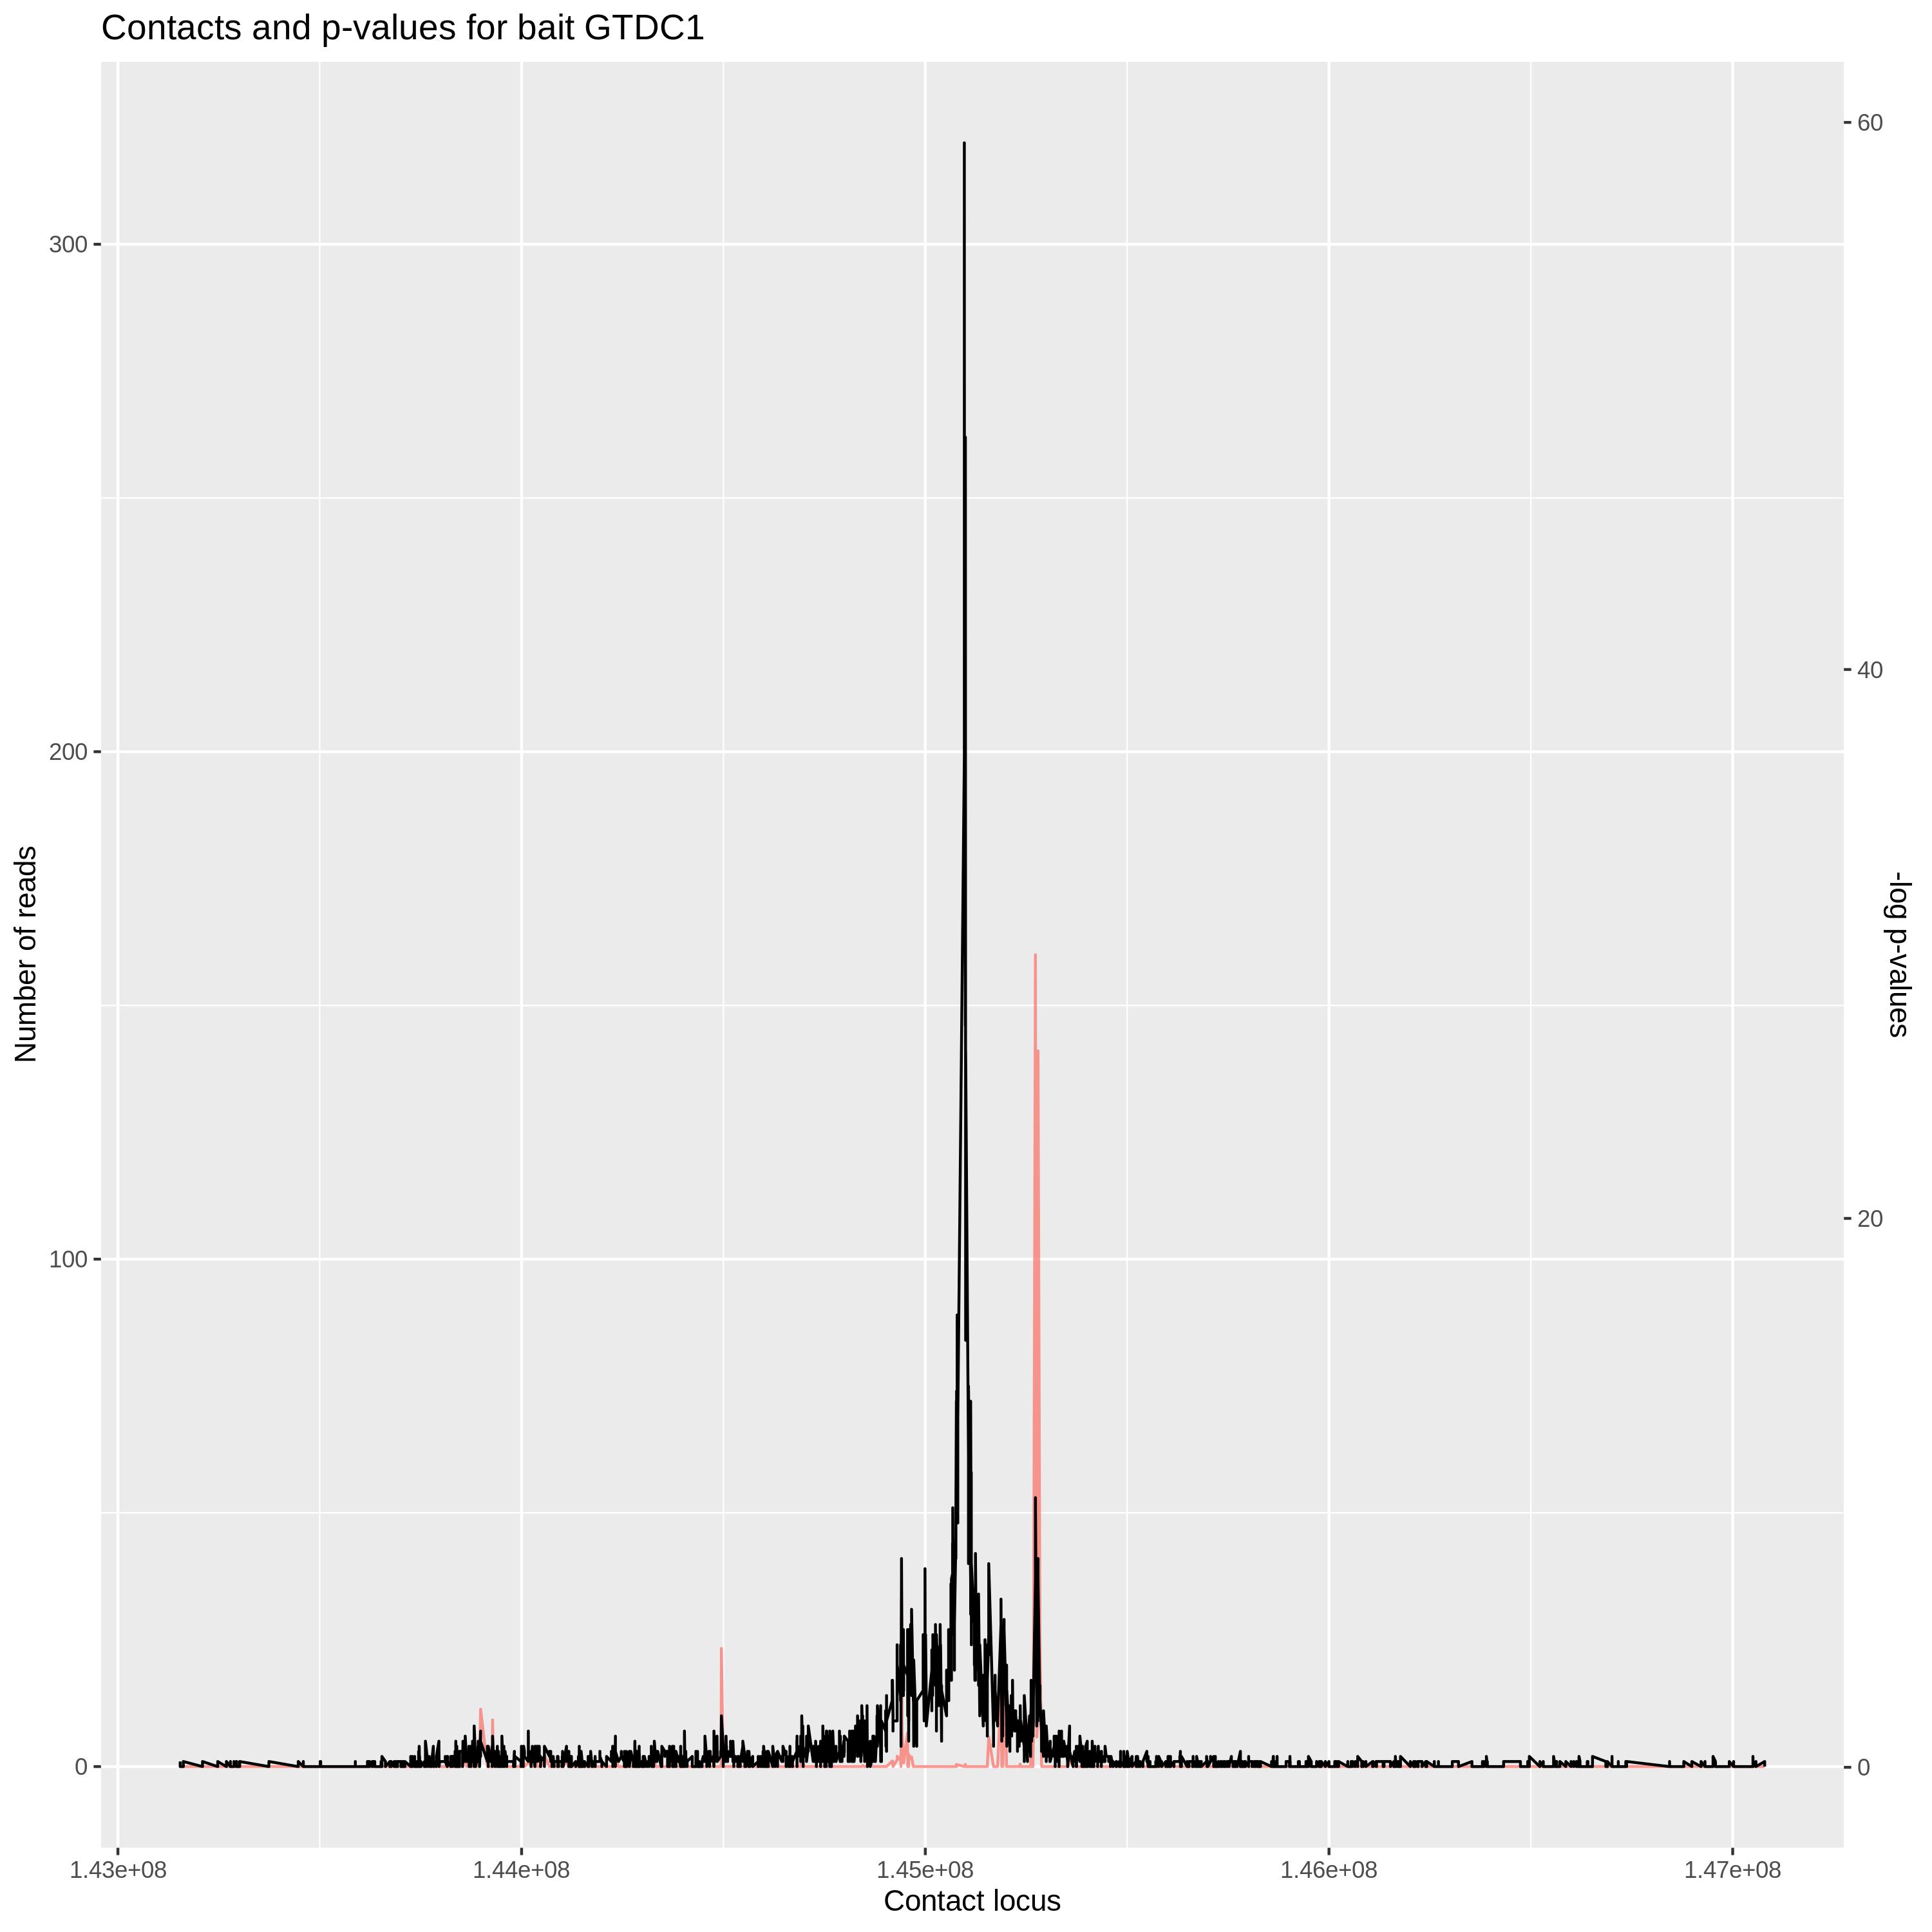 Contacts and p-values for bait GTDC1
Number of reads
300
200
100
0
60
40
20
0
-log p-values
1.43e+08 1.44e+08 1.45e+08 1.46e+08 1.47e+08
Contact locus